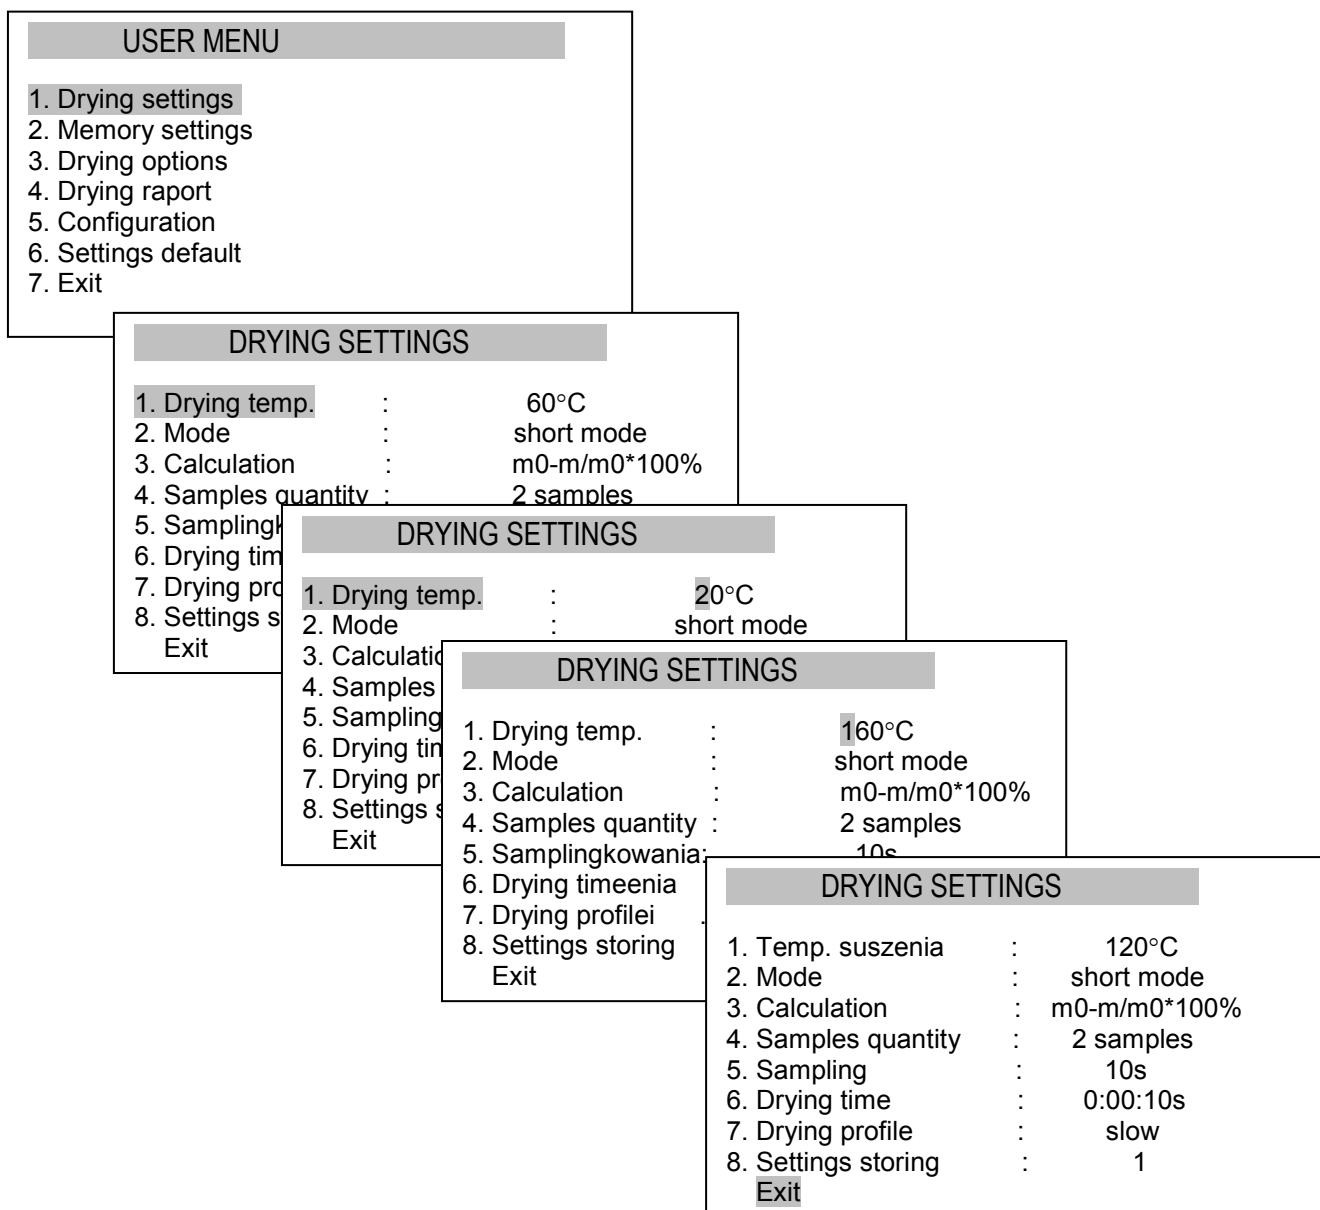 USER MENU
1. Drying settings
2. Memory settings
3. Drying options
4. Drying raport
5. Configuration
6. Settings default
7. Exit
DRYING SETTINGS
1. Drying temp. : 60°C
2. Mode : short mode
3. Calculation : m0-m/m0*100%
4. Samples quantity : 2 samples
5. Sampling
6. Drying tim
7. Drying pro
8. Settings s
Exit
DRYING SETTINGS
1. Drying temp. : 20°C
2. Mode : short mode
3. Calculatio
4. Samples
5. Sampling
6. Drying tim
7. Drying pr
8. Settings s
Exit
DRYING SETTINGS
1. Drying temp. : 160°C
2. Mode : short mode
3. Calculation : m0-m/m0*100%
4. Samples quantity : 2 samples
5. Samplingkowania: 10s
6. Drying timeenia
7. Drying profilei
8. Settings storing
Exit
DRYING SETTINGS
1. Temp. suszenia : 120°C
2. Mode : short mode
3. Calculation : m0-m/m0*100%
4. Samples quantity : 2 samples
5. Sampling : 10s
6. Drying time : 0:00:10s
7. Drying profile : slow
8. Settings storing : 1
Exit